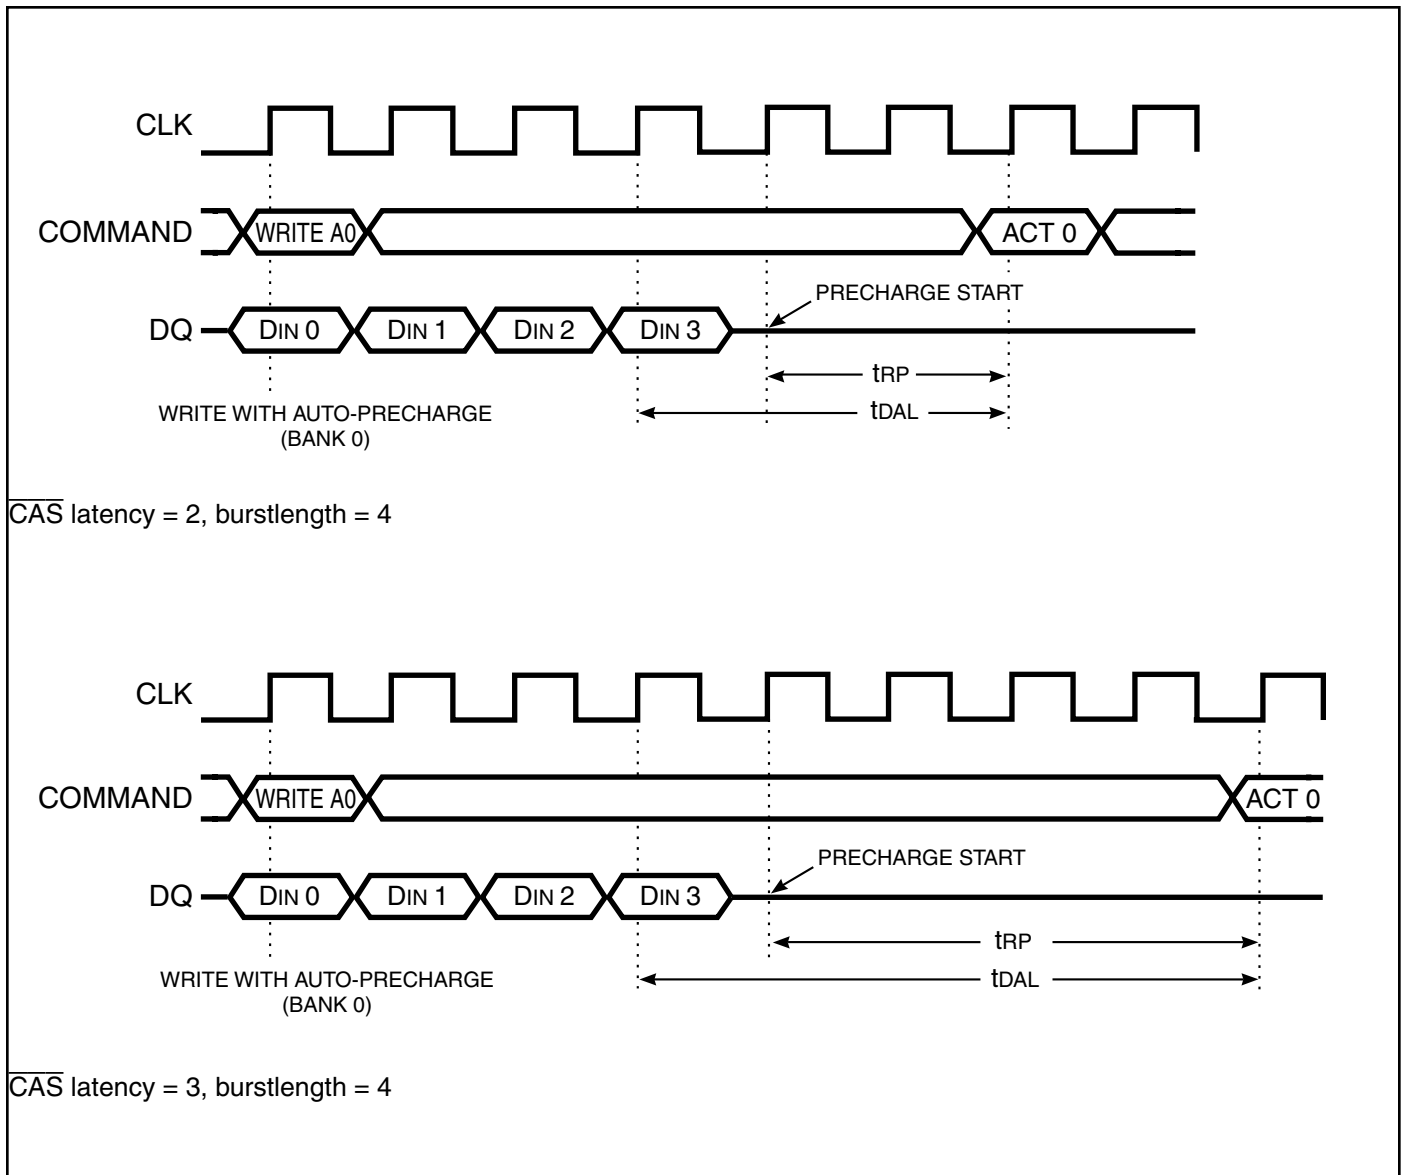 CLK
COMMAND WRITE A0 ACT 0
PRECHARGE START
DQ DIN 0 DIN 1 DIN 2 DIN 3
tRP
tDAL
WRITE WITH AUTO-PRECHARGE
(BANK 0)
CAS latency = 2, burstlength = 4
CLK
COMMAND WRITE A0 ACT 0
PRECHARGE START
DQ DIN 0 DIN 1 DIN 2 DIN 3
tRP
tDAL
WRITE WITH AUTO-PRECHARGE
(BANK 0)
CAS latency = 3, burstlength = 4